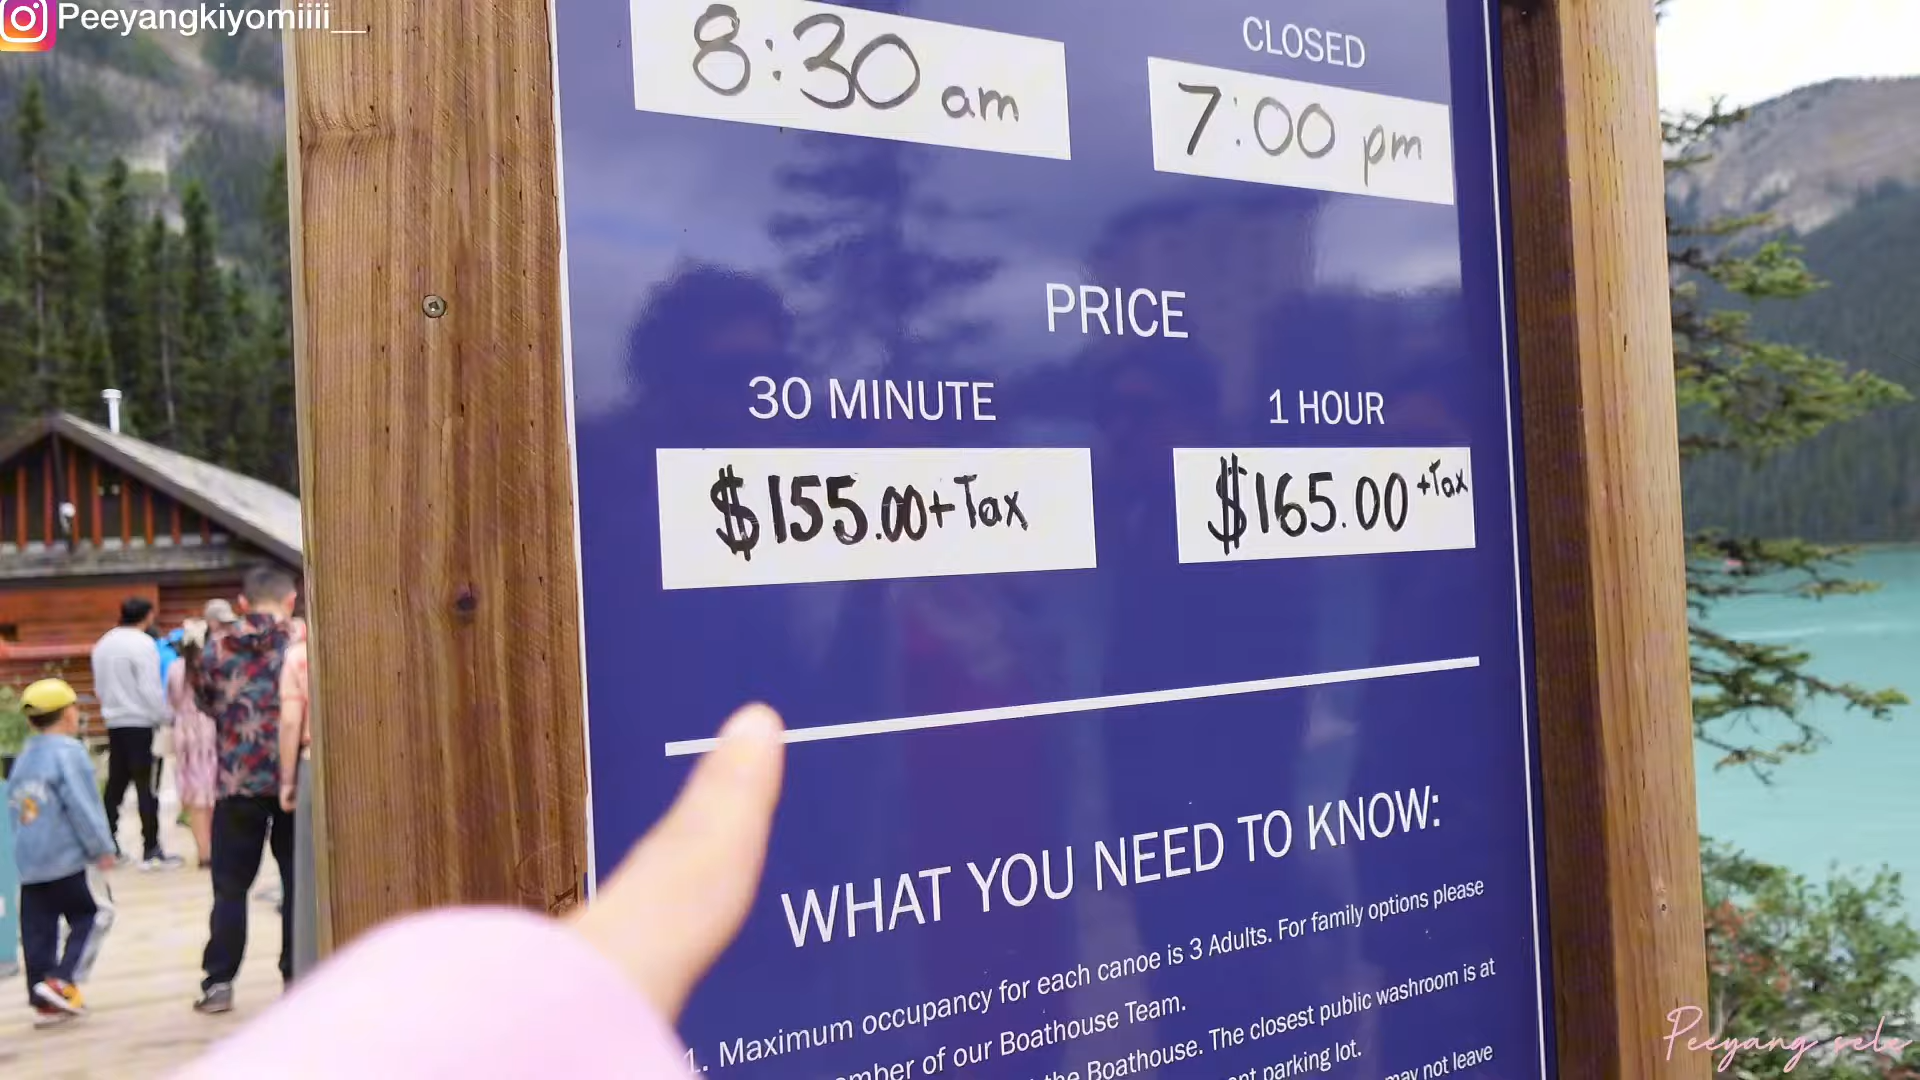 Peeyangkiyomiiii__
8:30 am
CLOSED
7:00 pm
PRICE
30 MINUTE
1 HOUR
$155.00+Tax
$165.00 +Tax
WHAT YOU NEED TO KNOW:
1. Maximum occupancy for each canoe is 3 Adults. For family options please
of our Boathouse Team.
the Boathouse. The closest public washroom is at
parking lot.
may not leave
Peeyang sele